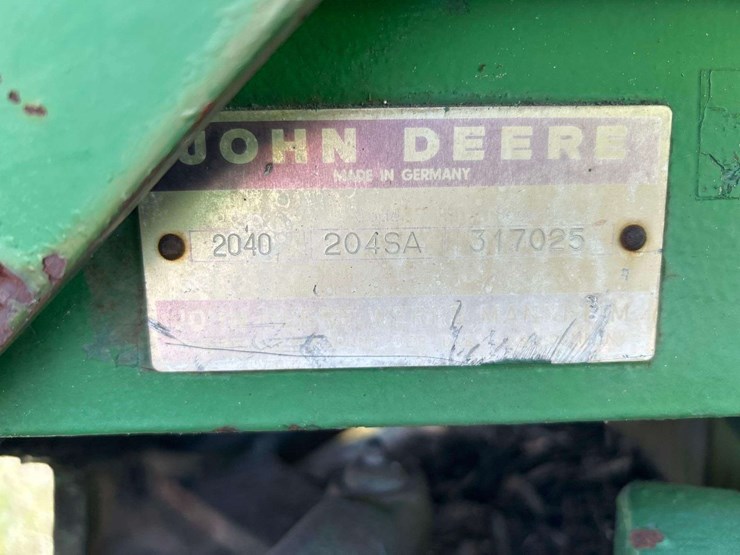 JOHN DEERE
MADE IN GERMANY
2040 204SA 317025